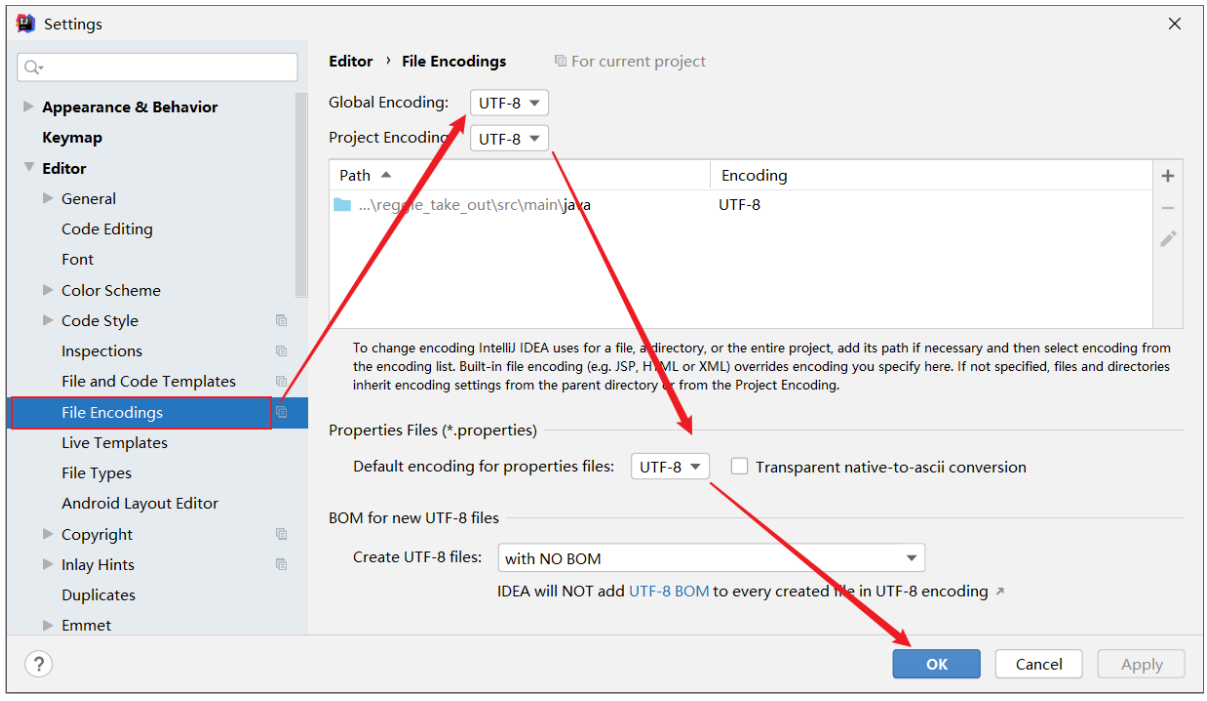 Settings
Appearance & Behavior
Keymap
Editor
General
Code Editing
Font
Color Scheme
Code Style
Inspections
File and Code Templates
File Encodings
Live Templates
File Types
Android Layout Editor
Copyright
Inlay Hints
Duplicates
Emmet
Editor › File Encodings For current project
Global Encoding: UTF-8
Project Encoding: UTF-8
Path Encoding
...\reggie_take_out\src\main\java UTF-8
To change encoding IntelliJ IDEA uses for a file, a directory, or the entire project, add its path if necessary and then select encoding from
the encoding list. Built-in file encoding (e.g. JSP, HTML or XML) overrides encoding you specify here. If not specified, files and directories
inherit encoding settings from the parent directory or from the Project Encoding.
Properties Files (*.properties)
Default encoding for properties files: UTF-8 Transparent native-to-ascii conversion
BOM for new UTF-8 files
Create UTF-8 files: with NO BOM
IDEA will NOT add UTF-8 BOM to every created file in UTF-8 encoding
? OK Cancel Apply